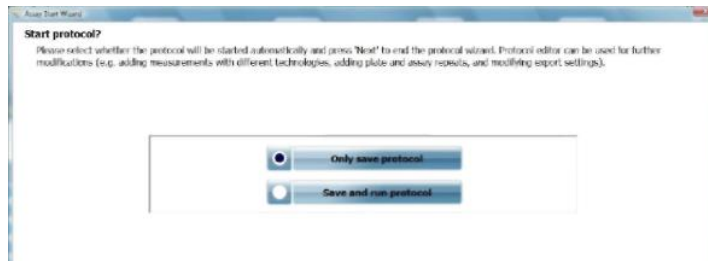 Assay Start Wizard
Start protocol?
Please select whether the protocol will be started automatically and press 'Next' to end the protocol wizard. Protocol editor can be used for further
modifications (e.g. adding measurements with different technologies, adding plate and assay repeats, and modifying export settings).
Only save protocol
Save and run protocol